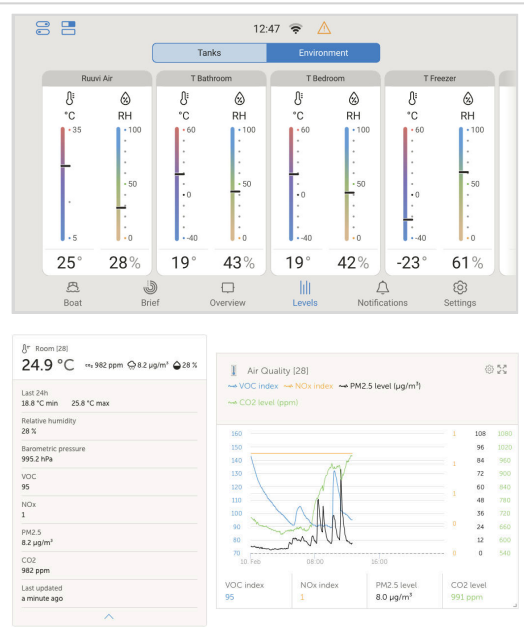 12:47
Tanks
Environment
Ruuvi Air
T Bathroom
T Bedroom
T Freezer
°C RH °C RH °C RH °C RH
35 100 60 100 60 100 60 100
50 0 50 0 50 0 50
5 0 -40 0 -40 0 -40 0
25° 28% 19° 43% 19° 42% -23° 61%
Boat
Brief
Overview
Levels
Notifications
Settings
Room [28]
24.9 °C 982 ppm 8.2 µg/m³ 28 %
Last 24h
18.8 °C min 25.8 °C max
Relative humidity
28 %
Barometric pressure
995.2 hPa
VOC
95
NOx
1
PM2.5
8.2 µg/m³
CO2
982 ppm
Last updated
a minute ago
Air Quality [28]
VOC index NOx index PM2.5 level (µg/m³)
CO2 level (ppm)
160 1 108 1080
150 96 1020
140 1 84 960
130 72 900
120 1 60 840
110 48 780
100 0 36 720
90 24 660
80 12 600
70 0 0 540
10. Feb 08:00 16:00
VOC index
95
NOx index
1
PM2.5 level
8.0 µg/m³
CO2 level
991 ppm